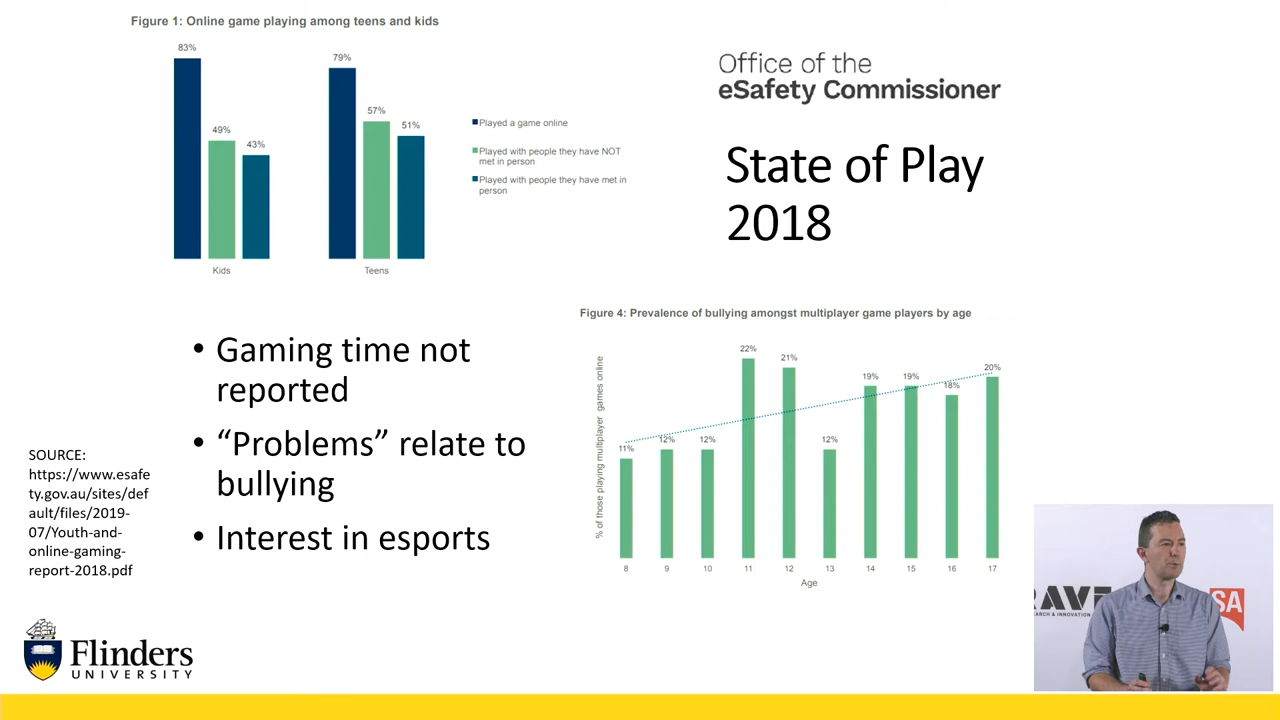 Figure 1: Online game playing among teens and kids
83%
49%
43%
79%
57%
51%
Kids
Teens
Played a game online
Played with people they have NOT
met in person
Played with people they have met in
person
Office of the
eSafety Commissioner
State of Play
2018
• Gaming time not
reported
• “Problems” relate to
bullying
• Interest in esports
SOURCE:
https://www.esafe
ty.gov.au/sites/def
ault/files/2019-
07/Youth-and-
online-gaming-
report-2018.pdf
Figure 4: Prevalence of bullying amongst multiplayer game players by age
% of those playing multiplayer games online
11%
12%
12%
22%
21%
12%
19%
19%
18%
20%
8
9
10
11
12
13
14
15
16
17
Age
Flinders
UNIVERSITY
RAVE
SEARCH & INNOVATION
SA